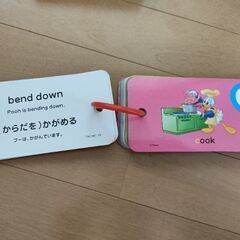 bend down
Pooh is bending down.
(からだを)かがめる
プーは、かがんでいます。
ook